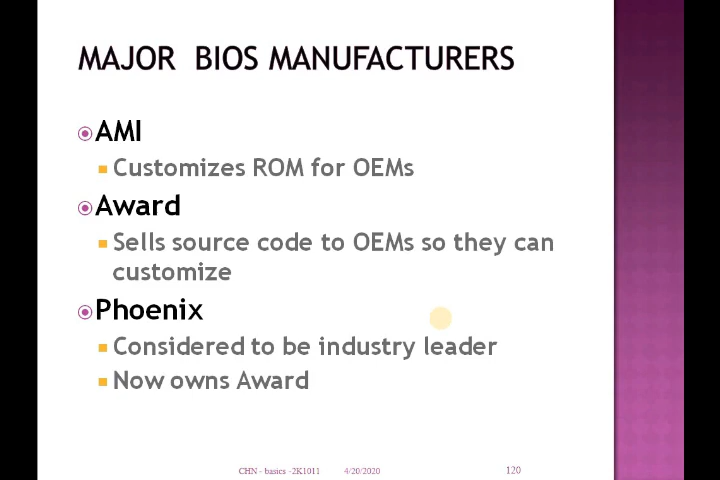 MAJOR BIOS MANUFACTURERS
AMI
Customizes ROM for OEMs
Award
Sells source code to OEMs so they can
customize
Phoenix
Considered to be industry leader
Now owns Award
CHN - basics -2K1011 4/20/2020 120